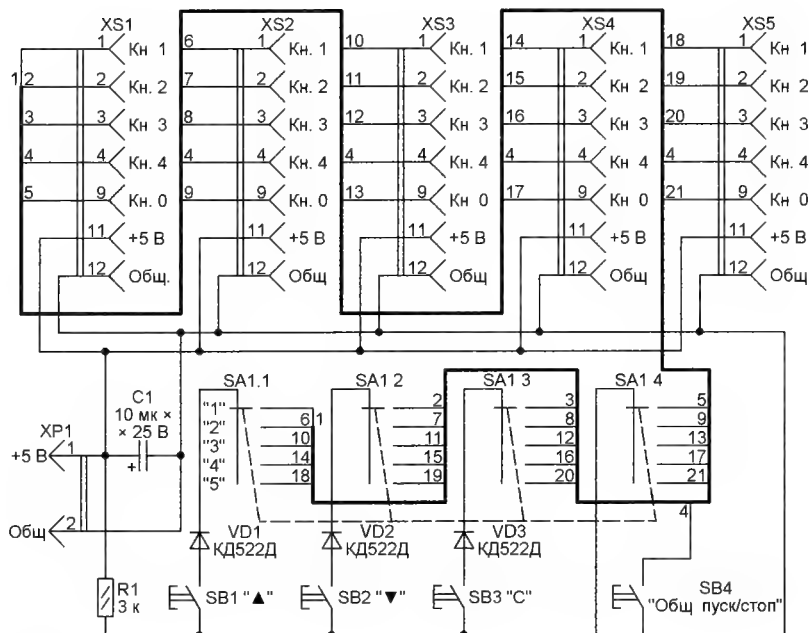 XS1 XS2 XS3 XS4 XS5
1 Кн 1 6 1 Кн. 1 10 1 Кн 1 14 1 Кн 1 18 1 Кн 1
1 2 2 Кн. 2 7 2 Кн. 2 11 2 Кн. 2 15 2 Кн. 2 19 2 Кн 2
3 3 Кн 3 8 3 Кн. 3 12 3 Кн 3 16 3 Кн 3 20 3 Кн 3
4 4 Кн. 4 4 4 Кн. 4 4 4 Кн. 4 4 4 Кн. 4 4 4 Кн. 4
5 9 Кн. 0 9 9 Кн. 0 13 9 Кн. 0 17 9 Кн 0 21 9 Кн 0
11 +5 В 11 +5 В 11 +5 В 11 +5 В 11 +5 В
12 Общ. 12 Общ 12 Общ 12 Общ 12 Общ
SA1.1 SA1 2 SA1 3 SA1 4
C1
10 мк ×
× 25 В
+
"1" 2 3 5
"2" 6 1 7 8 9
"3" 10 11 12 13
"4" 14 15 16 17
"5" 18 19 20 21
XP1
+5 В 1
Общ 2
4
VD1
КД522Д
VD2
КД522Д
VD3
КД522Д
R1
3 к
SB1 "▲"
SB2 "▼"
SB3 "С"
SB4
"Общ пуск/стоп"